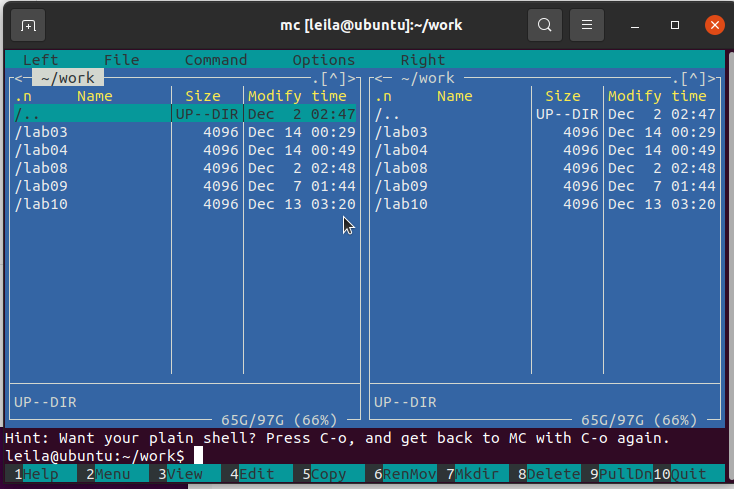 mc [leila@ubuntu]:~/work
Left File Command Options Right
<─ ~/work .[^]> <─ ~/work .[^]>
.n Name Size Modify time .n Name Size Modify time
/.. UP--DIR Dec 2 02:47 /.. UP--DIR Dec 2 02:47
/lab03 4096 Dec 14 00:29 /lab03 4096 Dec 14 00:29
/lab04 4096 Dec 14 00:49 /lab04 4096 Dec 14 00:49
/lab08 4096 Dec 2 02:48 /lab08 4096 Dec 2 02:48
/lab09 4096 Dec 7 01:44 /lab09 4096 Dec 7 01:44
/lab10 4096 Dec 13 03:20 /lab10 4096 Dec 13 03:20
UP--DIR UP--DIR
65G/97G (66%) 65G/97G (66%)
Hint: Want your plain shell? Press C-o, and get back to MC with C-o again.
leila@ubuntu:~/work$
1Help 2Menu 3View 4Edit 5Copy 6RenMov 7Mkdir 8Delete 9PullDn 10Quit